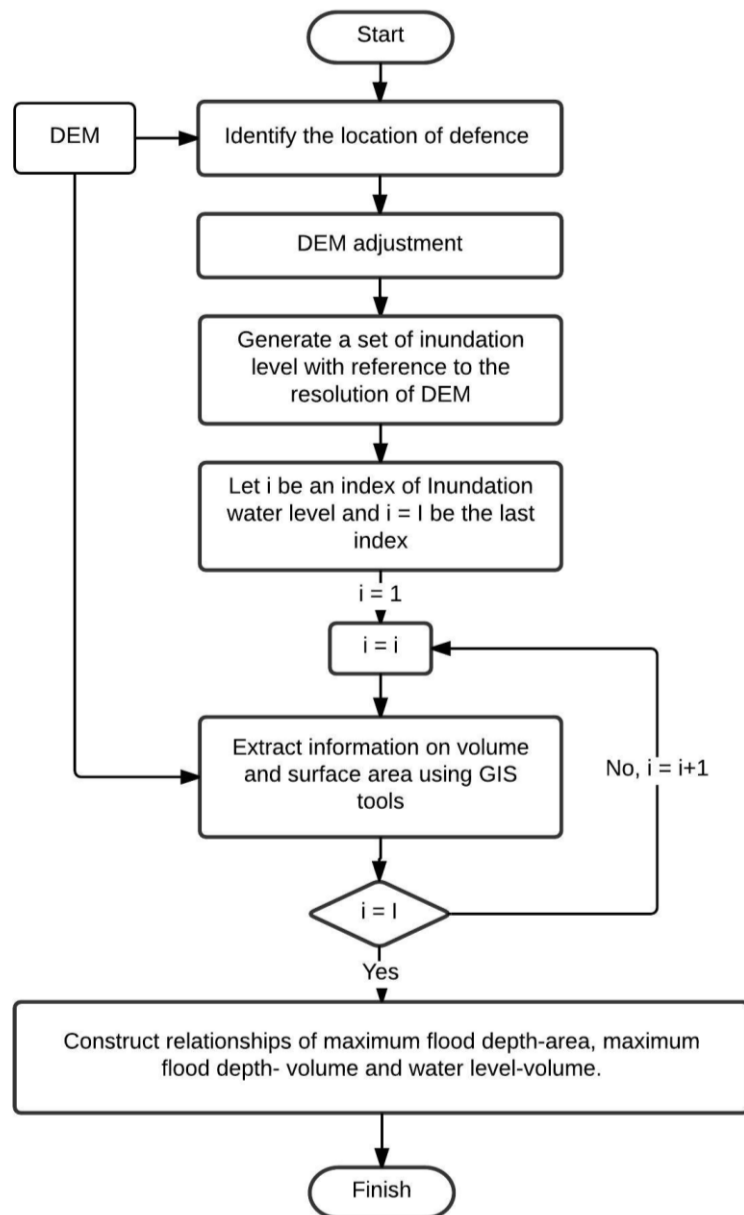 Start
DEM
Identify the location of defence
DEM adjustment
Generate a set of inundation
level with reference to the
resolution of DEM
Let i be an index of Inundation
water level and i = I be the last
index
i = 1
i = i
Extract information on volume
and surface area using GIS
tools
No, i = i+1
i = I
Yes
Construct relationships of maximum flood depth-area, maximum
flood depth- volume and water level-volume.
Finish